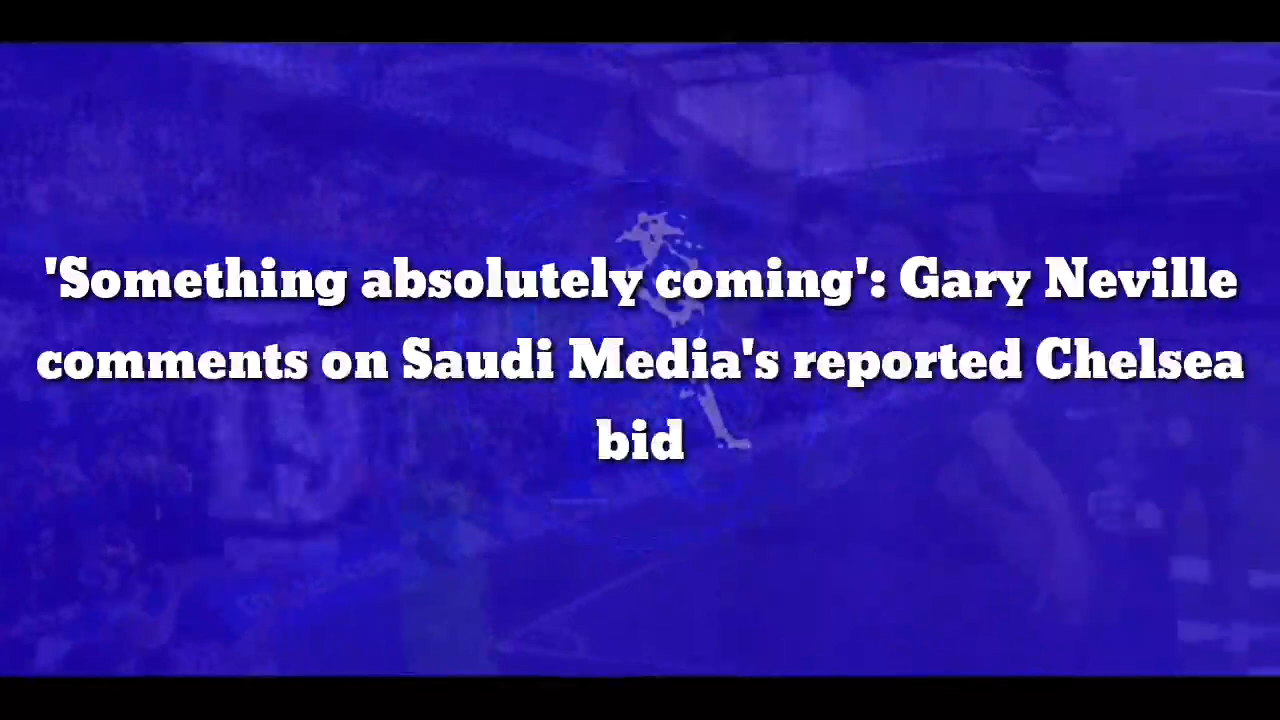 'Something absolutely coming': Gary Neville
comments on Saudi Media's reported Chelsea
bid